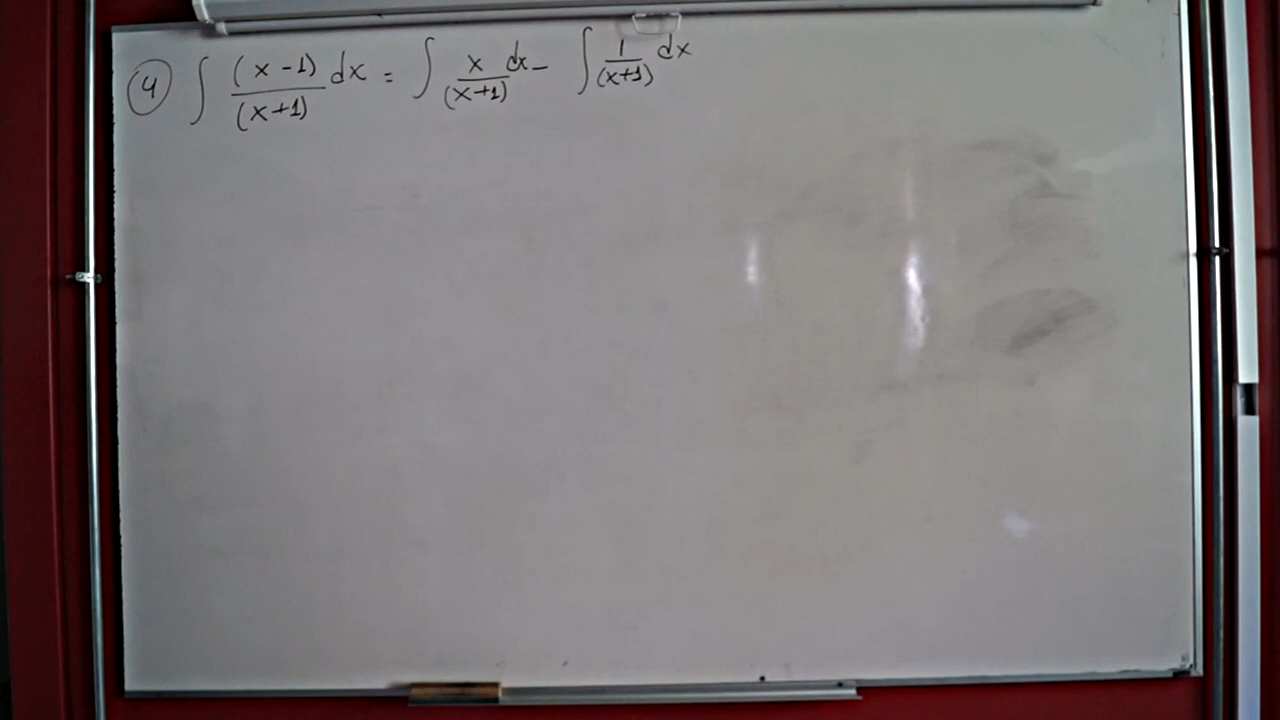 ④ ∫ (x-1)/(x+1) dx = ∫ x/(x+1) dx - ∫ 1/(x+1) dx